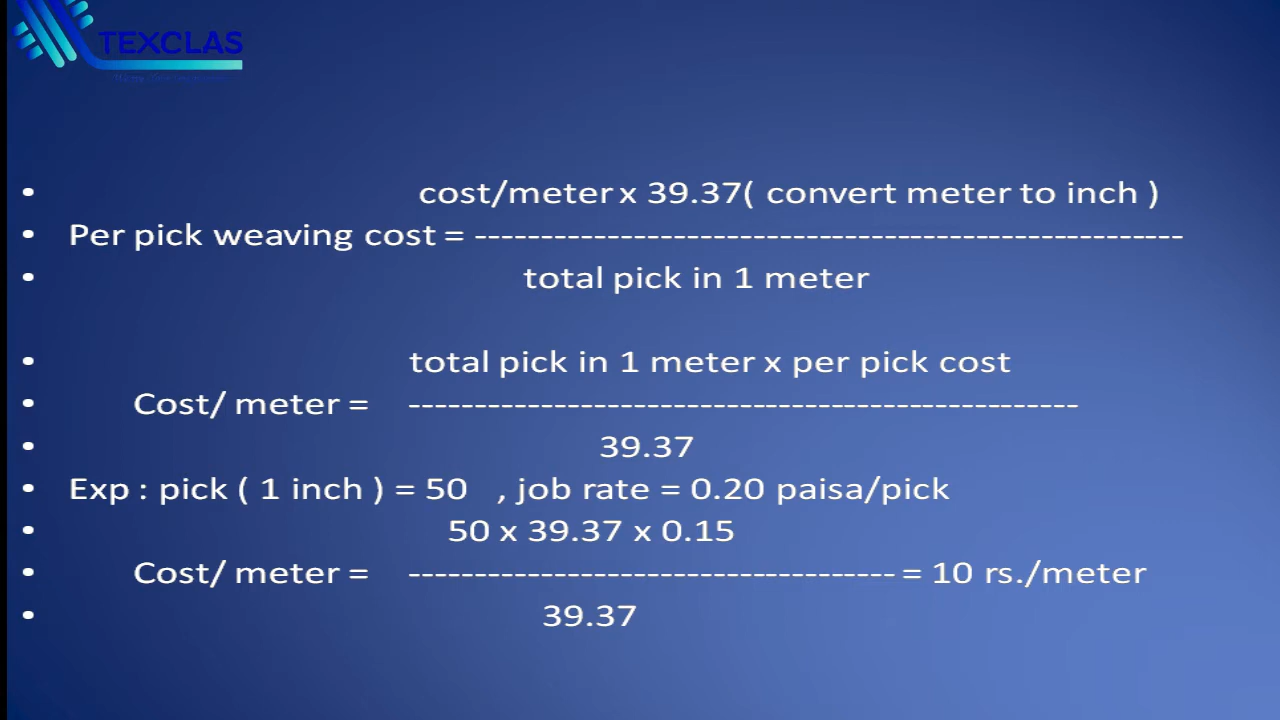 TEXCLAS
• cost/meter x 39.37( convert meter to inch )
• Per pick weaving cost = ------------------------------------------------------
• total pick in 1 meter
• total pick in 1 meter x per pick cost
• Cost/ meter = ---------------------------------------------------
• 39.37
• Exp : pick ( 1 inch ) = 50 , job rate = 0.20 paisa/pick
• 50 x 39.37 x 0.15
• Cost/ meter = ------------------------------------- = 10 rs./meter
• 39.37